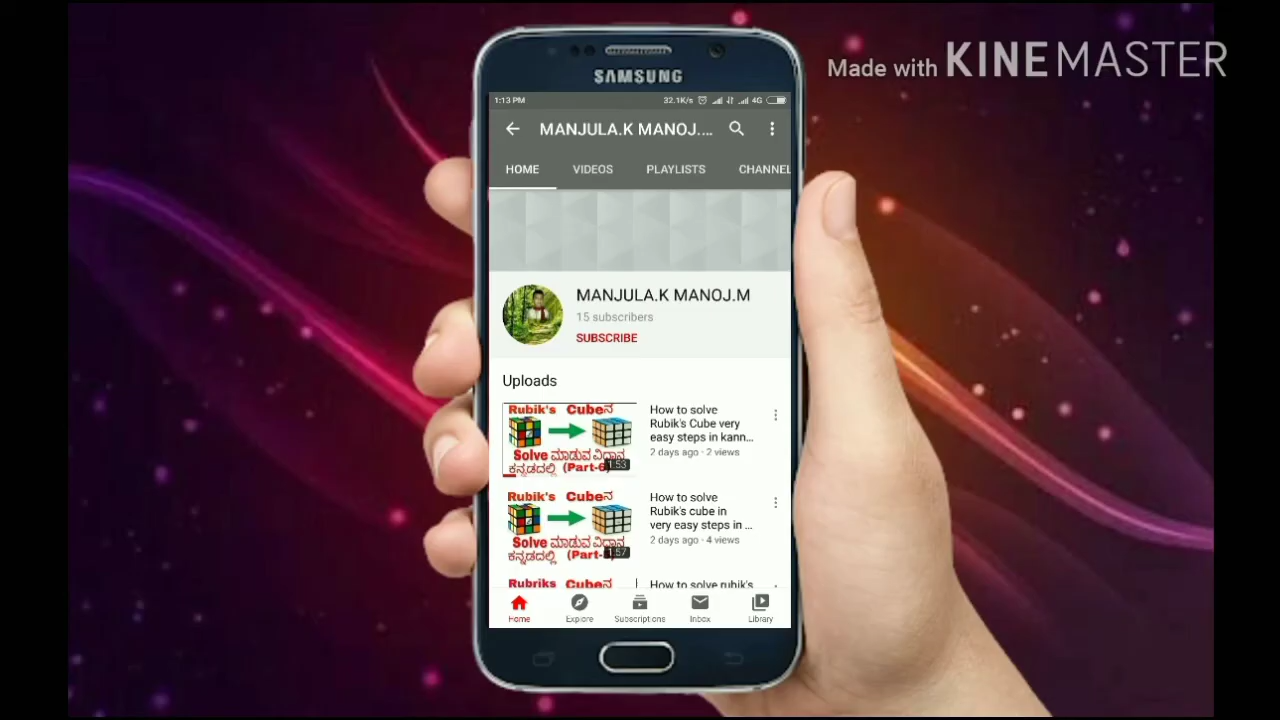 Made with KINEMASTER
SAMSUNG
1:13 PM
32.1K/s
4G
MANJULA.K MANOJ....
HOME
VIDEOS
PLAYLISTS
CHANNEL
MANJULA.K MANOJ.M
15 subscribers
SUBSCRIBE
Uploads
Rubik's Cubeನ
Solve ಮಾಡುವ ವಿಧಾನ
ಕನ್ನಡದಲ್ಲಿ (Part-6
1:53
How to solve
Rubik's Cube very
easy steps in kann...
2 days ago · 2 views
Rubik's Cubeನ
Solve ಮಾಡುವ ವಿಧಾನ
ಕನ್ನಡದಲ್ಲಿ (Part-
1:57
How to solve
Rubik's cube in
very easy steps in ...
2 days ago · 4 views
Rubriks Cubeನ
How to solve rubik's
Home
Explore
Subscriptions
Inbox
Library